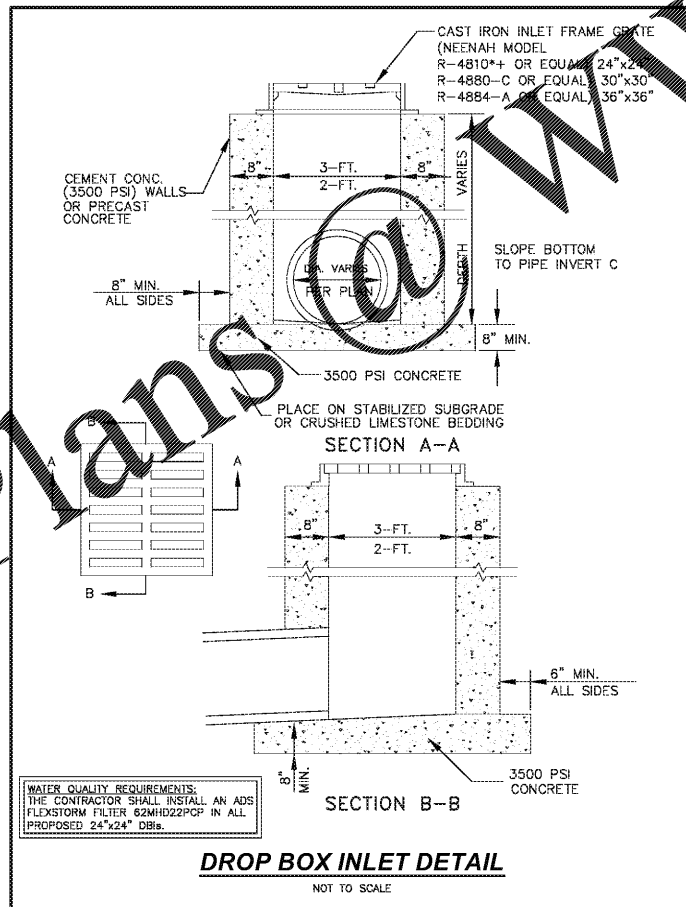 CAST IRON INLET FRAME GRATE
(NEENAH MODEL
R-4810*+ OR EQUAL) 24"x24"
R-4880-C OR EQUAL) 30"x30"
R-4884-A OR EQUAL) 36"x36"
8"
3-FT.
2-FT.
8"
CEMENT CONC.
(3500 PSI) WALLS
OR PRECAST
CONCRETE
DEPTH VARIES
SLOPE BOTTOM
TO PIPE INVERT C
DIA. VARIES
PER PLAN
8" MIN.
ALL SIDES
8" MIN.
3500 PSI CONCRETE
PLACE ON STABILIZED SUBGRADE
OR CRUSHED LIMESTONE BEDDING
SECTION A-A
B
A
A
B
8"
3-FT.
2-FT.
8"
6" MIN.
ALL SIDES
8"
MIN.
3500 PSI
CONCRETE
SECTION B-B
WATER QUALITY REQUIREMENTS:
THE CONTRACTOR SHALL INSTALL AN ADS
FLEXSTORM FILTER 62MHD22PCP IN ALL
PROPOSED 24"x24" DBIs.
DROP BOX INLET DETAIL
NOT TO SCALE
plans @ w